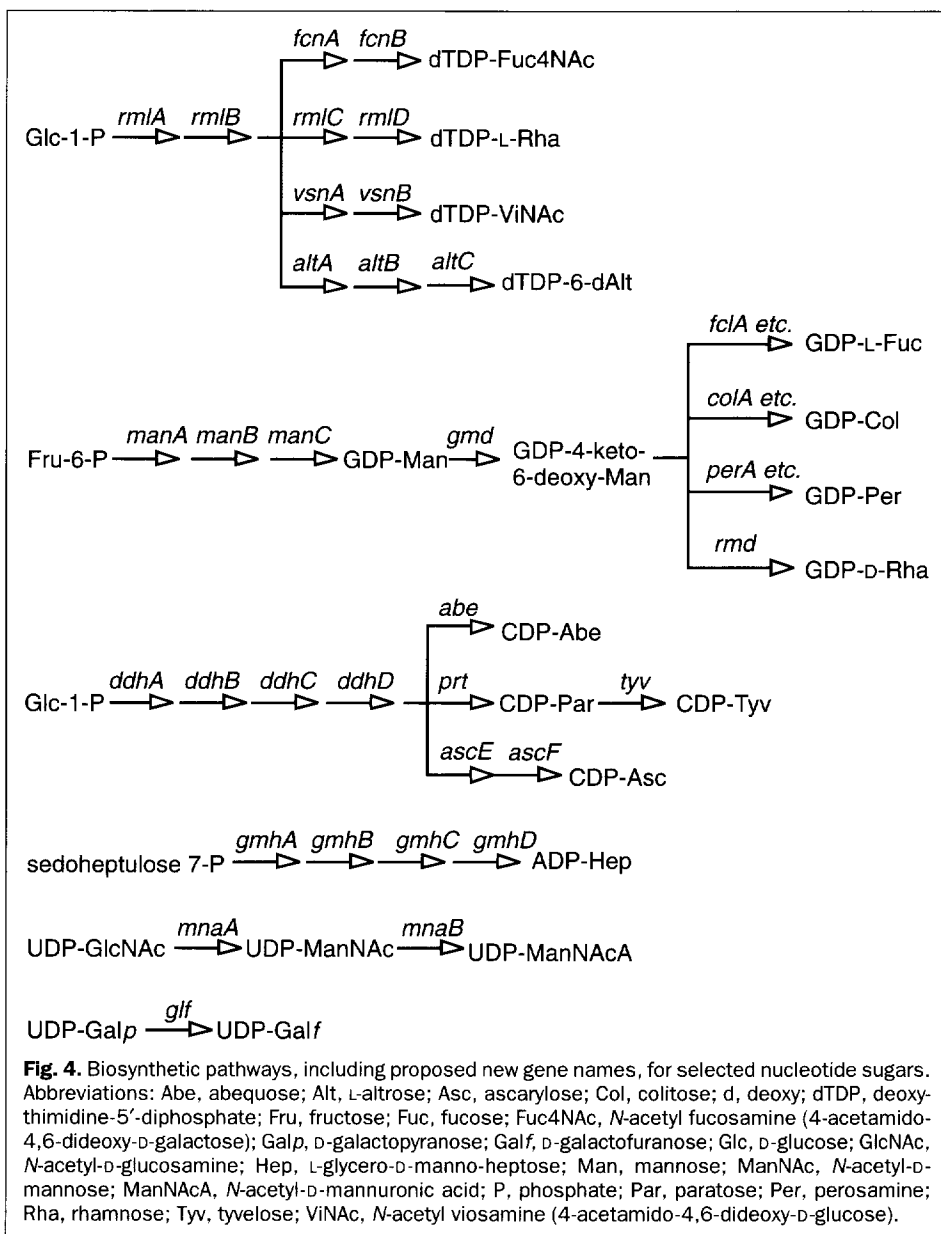 fcnA fcnB
dTDP-Fuc4NAc
Glc-1-P rmlA rmlB rmlC rmlD dTDP-L-Rha
vsnA vsnB
dTDP-ViNAc
altA altB altC
dTDP-6-dAlt
fclA etc.
GDP-L-Fuc
colA etc.
GDP-Col
Fru-6-P manA manB manC GDP-Man gmd GDP-4-keto-
6-deoxy-Man
perA etc.
GDP-Per
rmd
GDP-D-Rha
abe
CDP-Abe
Glc-1-P ddhA ddhB ddhC ddhD prt CDP-Par tyv CDP-Tyv
ascE ascF
CDP-Asc
gmhA gmhB gmhC gmhD
sedoheptulose 7-P ADP-Hep
mnaA mnaB
UDP-GlcNAc UDP-ManNAc UDP-ManNAcA
glf
UDP-Galp UDP-Galf
Fig. 4. Biosynthetic pathways, including proposed new gene names, for selected nucleotide sugars.
Abbreviations: Abe, abequose; Alt, L-altrose; Asc, ascarylose; Col, colitose; d, deoxy; dTDP, deoxy-
thimidine-5′-diphosphate; Fru, fructose; Fuc, fucose; Fuc4NAc, N-acetyl fucosamine (4-acetamido-
4,6-dideoxy-D-galactose); Galp, D-galactopyranose; Galf, D-galactofuranose; Glc, D-glucose; GlcNAc,
N-acetyl-D-glucosamine; Hep, L-glycero-D-manno-heptose; Man, mannose; ManNAc, N-acetyl-D-
mannose; ManNAcA, N-acetyl-D-mannuronic acid; P, phosphate; Par, paratose; Per, perosamine;
Rha, rhamnose; Tyv, tyvelose; ViNAc, N-acetyl viosamine (4-acetamido-4,6-dideoxy-D-glucose).